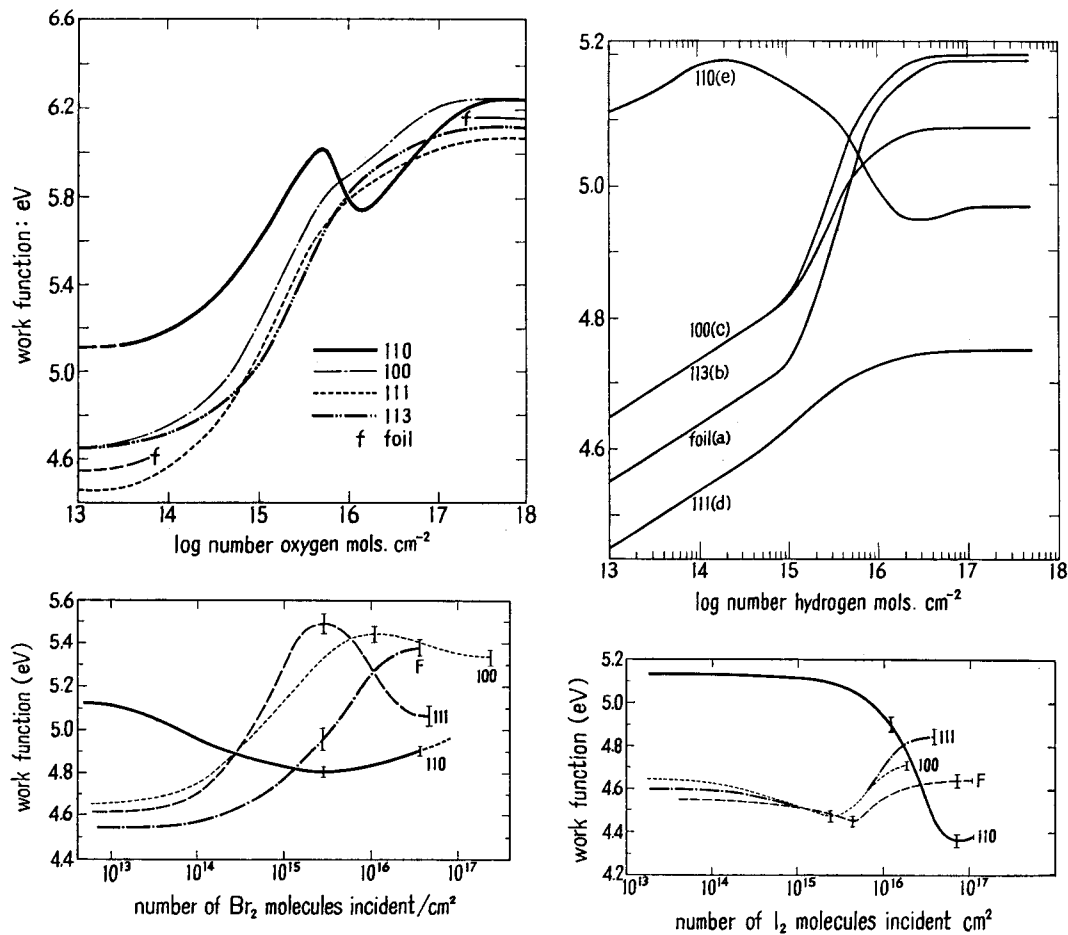 6.6
6.2
5.8
5.4
5.0
4.6
work function: eV
f
f
110
100
111
113
f foil
13 14 15 16 17 18
log number oxygen mols. cm⁻²
5.2
5.0
4.8
4.6
110(e)
100(c)
113(b)
foil(a)
111(d)
13 14 15 16 17 18
log number hydrogen mols. cm⁻²
5.6
5.4
5.2
5.0
4.8
4.6
4.4
work function (eV)
F
100
111
110
10¹³ 10¹⁴ 10¹⁵ 10¹⁶ 10¹⁷
number of Br₂ molecules incident/cm²
5.2
5.0
4.8
4.6
4.4
4.2
work function (eV)
111
100
F
110
10¹³ 10¹⁴ 10¹⁵ 10¹⁶ 10¹⁷
number of I₂ molecules incident cm²